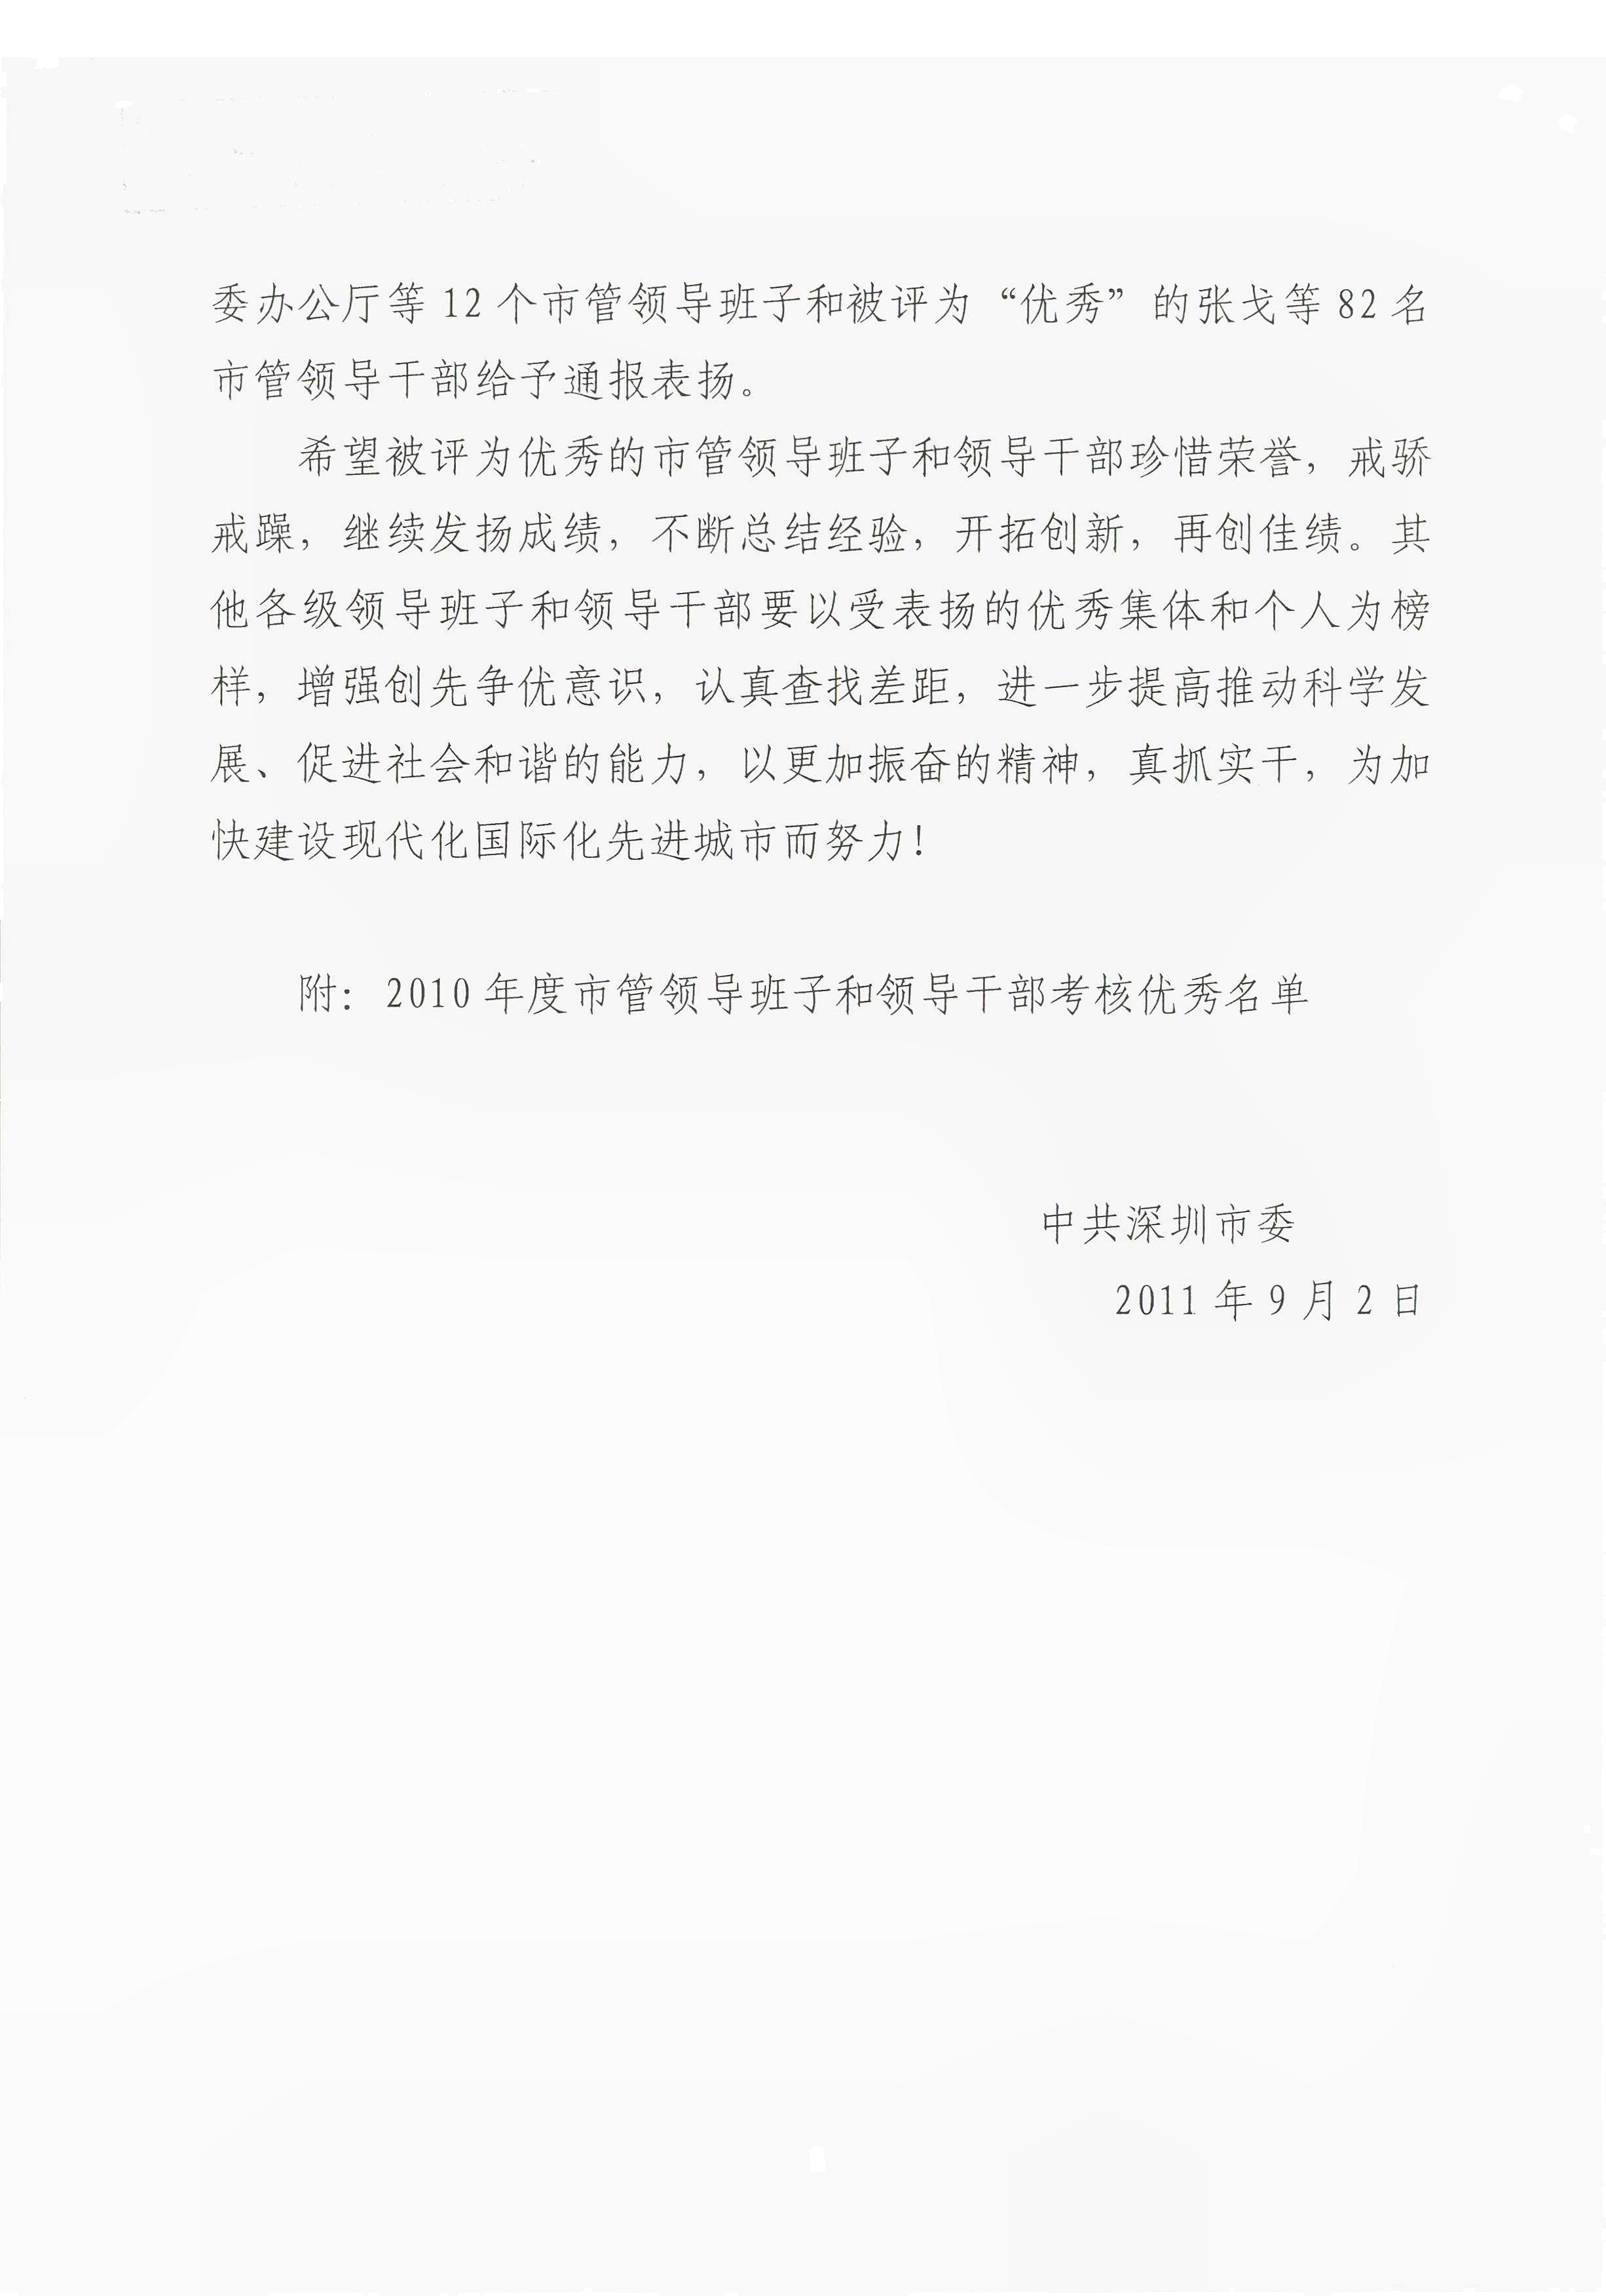 委办公厅等 12 个市管领导班子和被评为“优秀”的张戈等 82 名
市管领导干部给予通报表扬。
希望被评为优秀的市管领导班子和领导干部珍惜荣誉，戒骄
戒躁，继续发扬成绩，不断总结经验，开拓创新，再创佳绩。其
他各级领导班子和领导干部要以受表扬的优秀集体和个人为榜
样，增强创先争优意识，认真查找差距，进一步提高推动科学发
展、促进社会和谐的能力，以更加振奋的精神，真抓实干，为加
快建设现代化国际化先进城市而努力！
附：2010 年度市管领导班子和领导干部考核优秀名单
中共深圳市委
2011 年 9 月 2 日